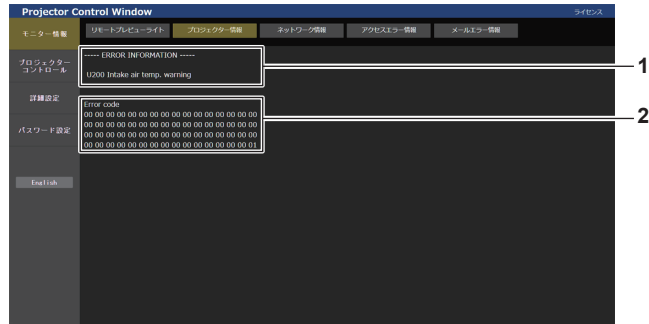 Projector Control Window
ライセンス
モニター情報
リモートプレビューライト
プロジェクター情報
ネットワーク情報
アクセスエラー情報
メールエラー情報
プロジェクター
コントロール
詳細設定
パスワード設定
English
----- ERROR INFORMATION -----
U200 Intake air temp. warning
1
Error code
00 00 00 00 00 00 00 00 00 00 00 00 00 00 00 00
00 00 00 00 00 00 00 00 00 00 00 00 00 00 00 00
00 00 00 00 00 00 00 00 00 00 00 00 00 00 00 00
00 00 00 00 00 00 00 00 00 00 00 00 00 00 00 01
2